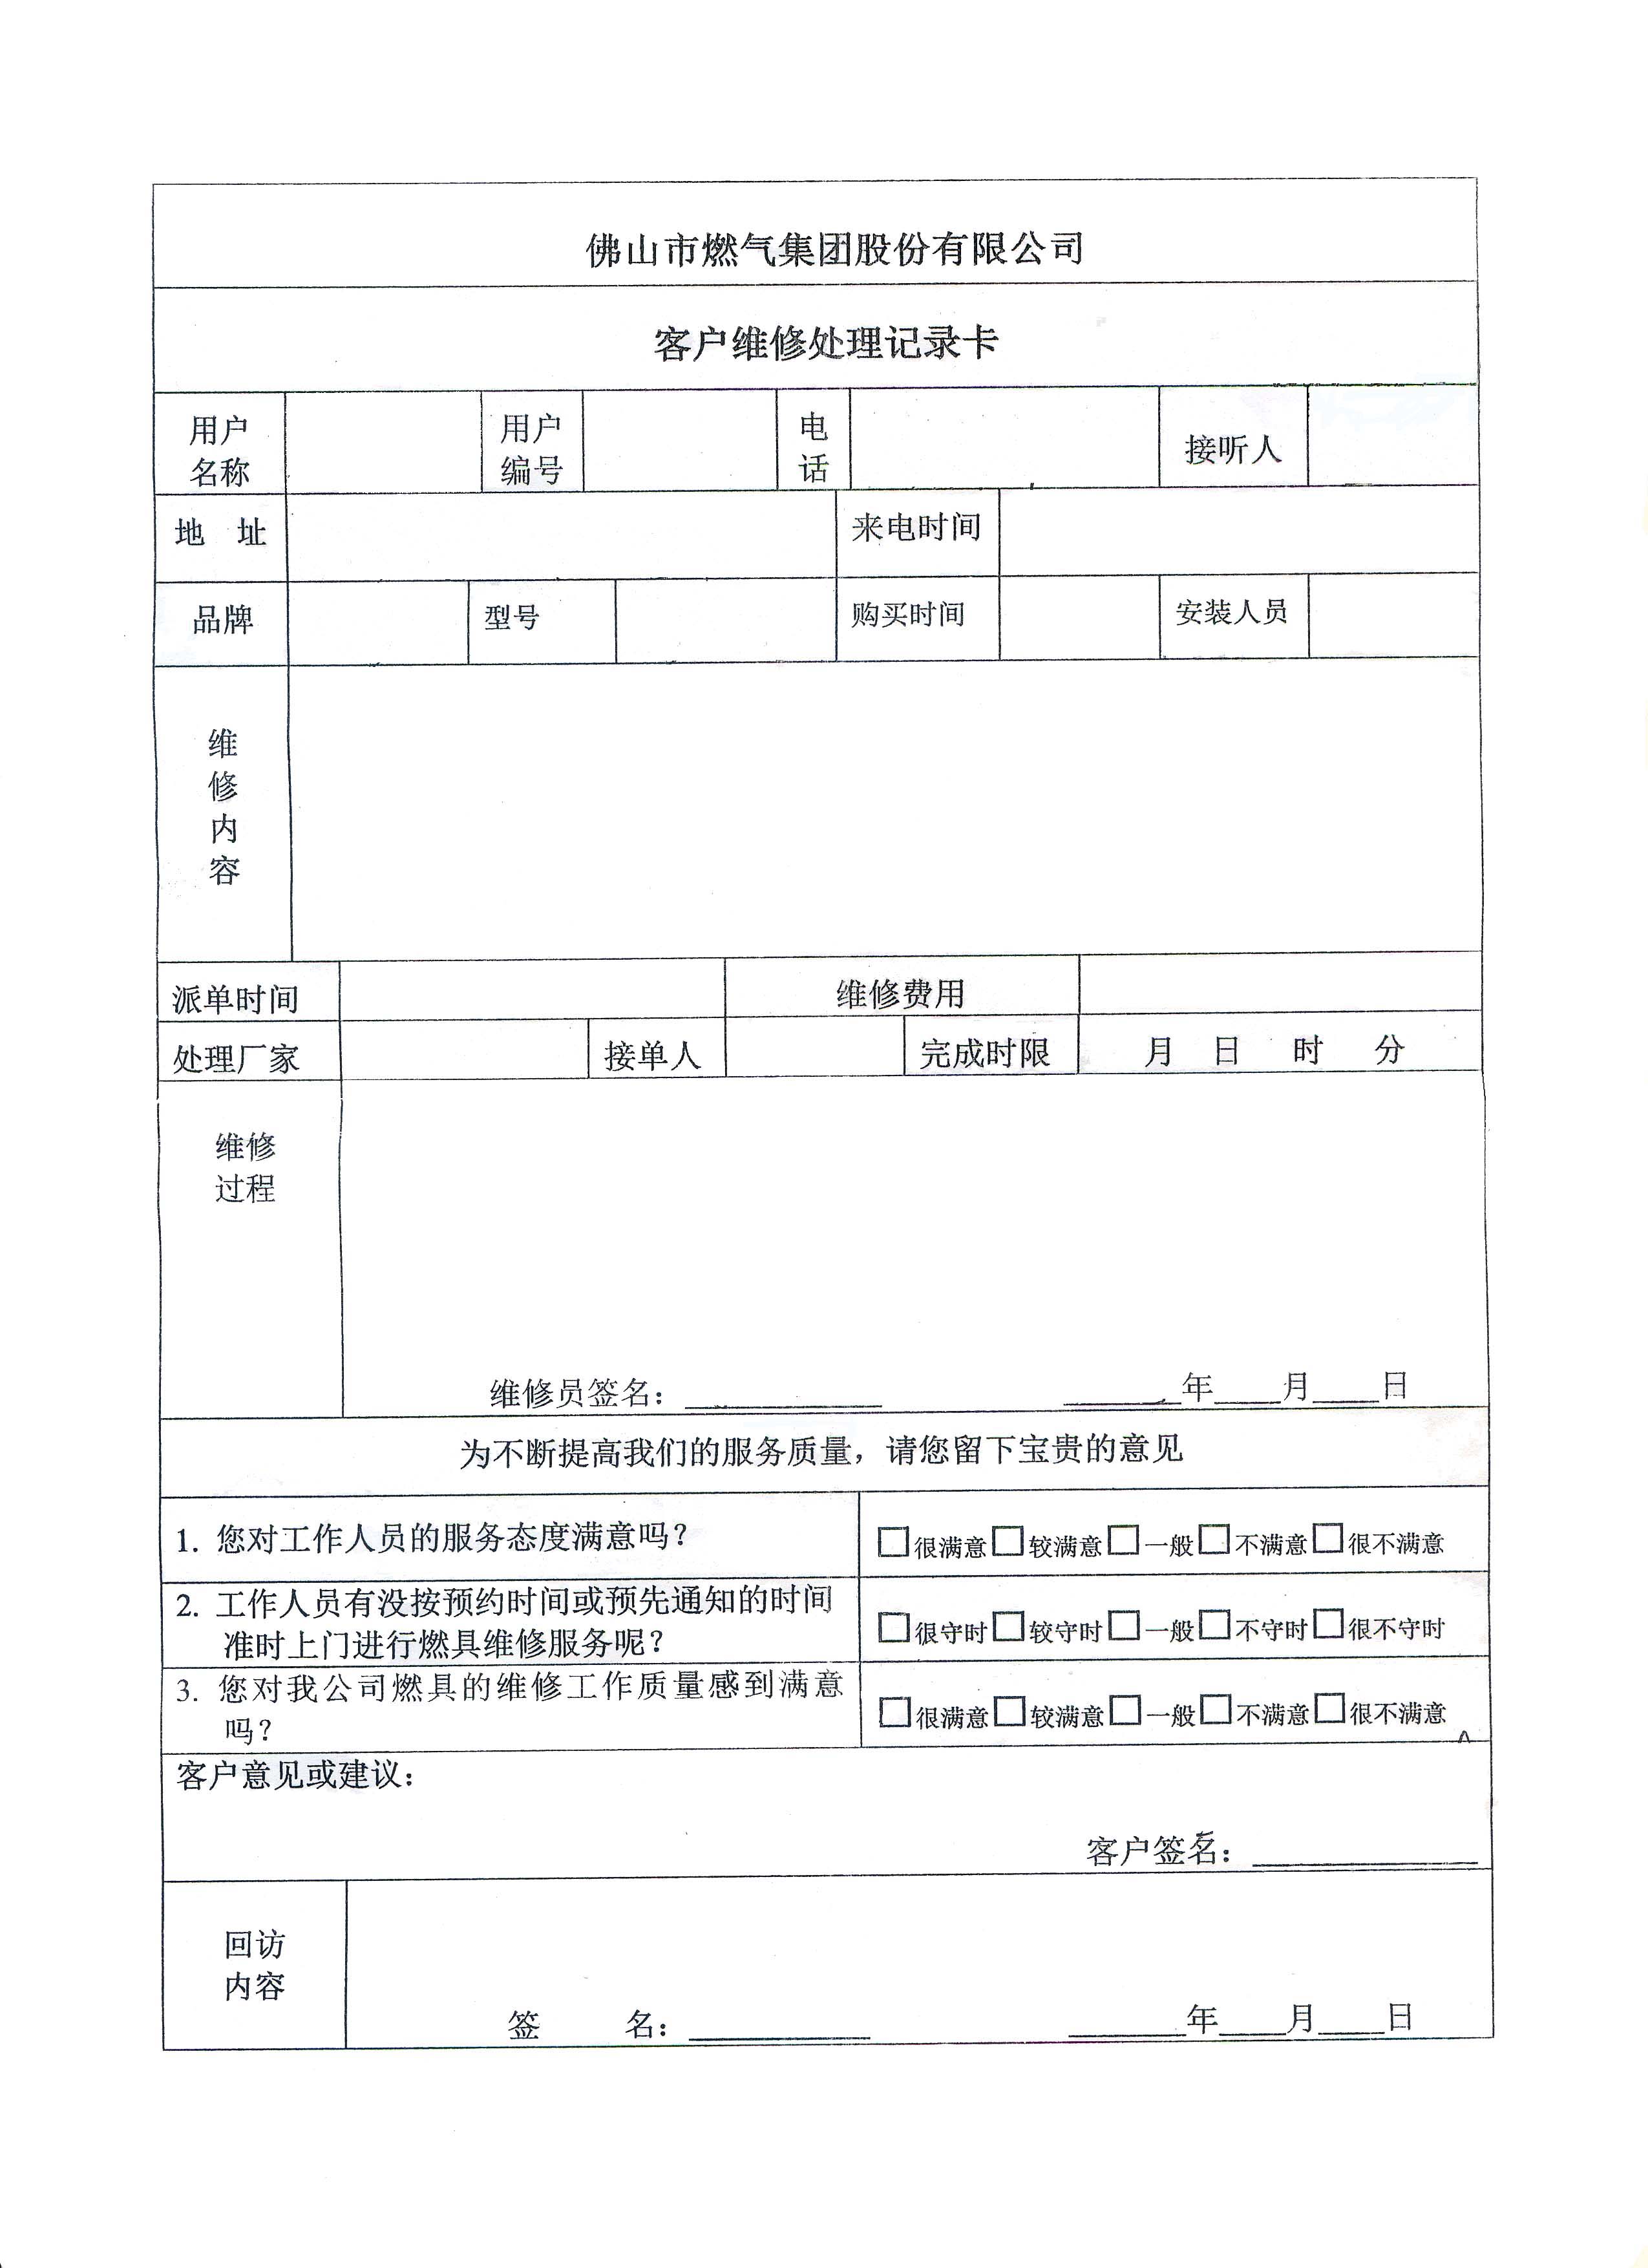 佛山市燃气集团股份有限公司
客户维修处理记录卡
用户名称 用户编号 电话 接听人
地 址 来电时间
品牌 型号 购买时间 安装人员
维修内容
派单时间 维修费用
处理厂家 接单人 完成时限 月 日 时 分
维修
过程
维修员签名：__________ ______年____月____日
为不断提高我们的服务质量，请您留下宝贵的意见
1. 您对工作人员的服务态度满意吗？ □很满意□较满意□一般□不满意□很不满意
2. 工作人员有没按预约时间或预先通知的时间
准时上门进行燃具维修服务呢？ □很守时□较守时□一般□不守时□很不守时
3. 您对我公司燃具的维修工作质量感到满意
吗？ □很满意□较满意□一般□不满意□很不满意
客户意见或建议：
客户签名：__________
回访
内容
签 名：__________ ______年____月____日